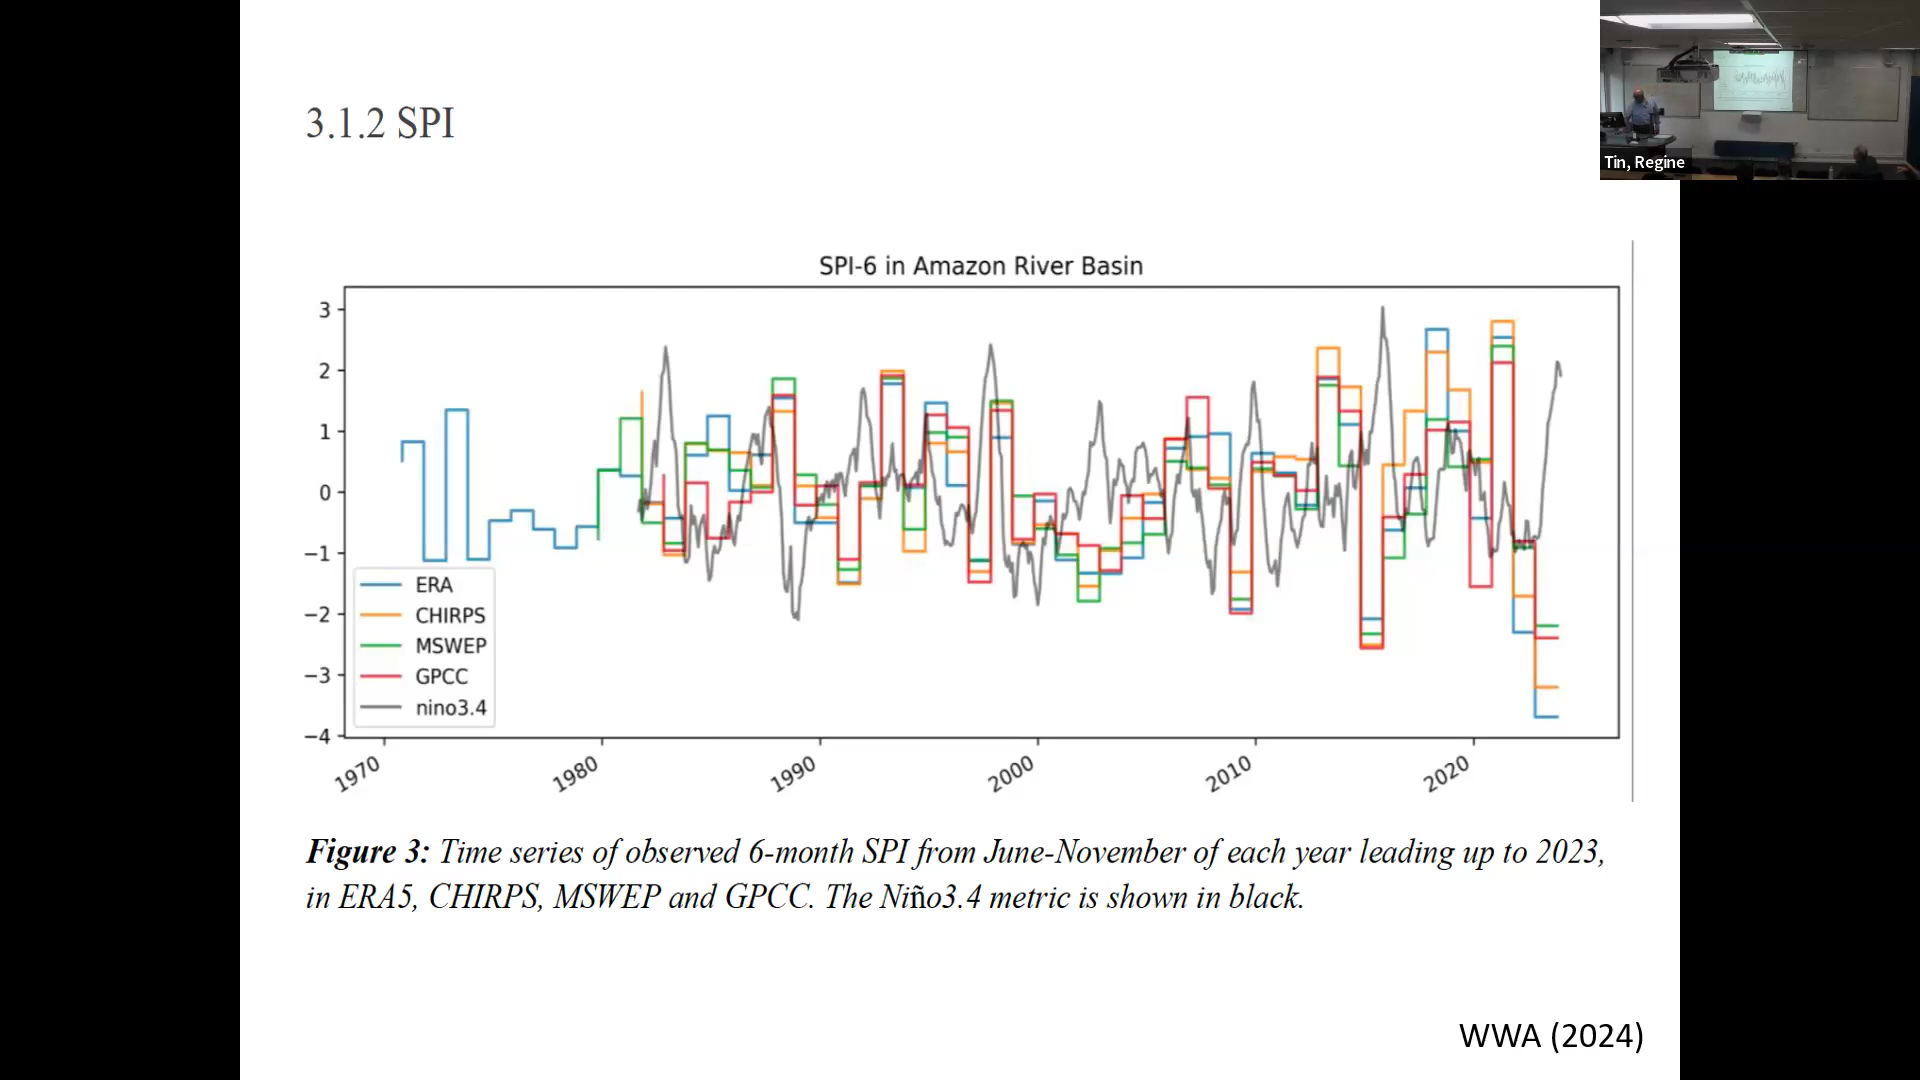 3.1.2 SPI
Tin, Regine
SPI-6 in Amazon River Basin
3
2
1
0
−1
−2
−3
−4
ERA
CHIRPS
MSWEP
GPCC
nino3.4
1970
1980
1990
2000
2010
2020
Figure 3: Time series of observed 6-month SPI from June-November of each year leading up to 2023,
in ERA5, CHIRPS, MSWEP and GPCC. The Niño3.4 metric is shown in black.
WWA (2024)